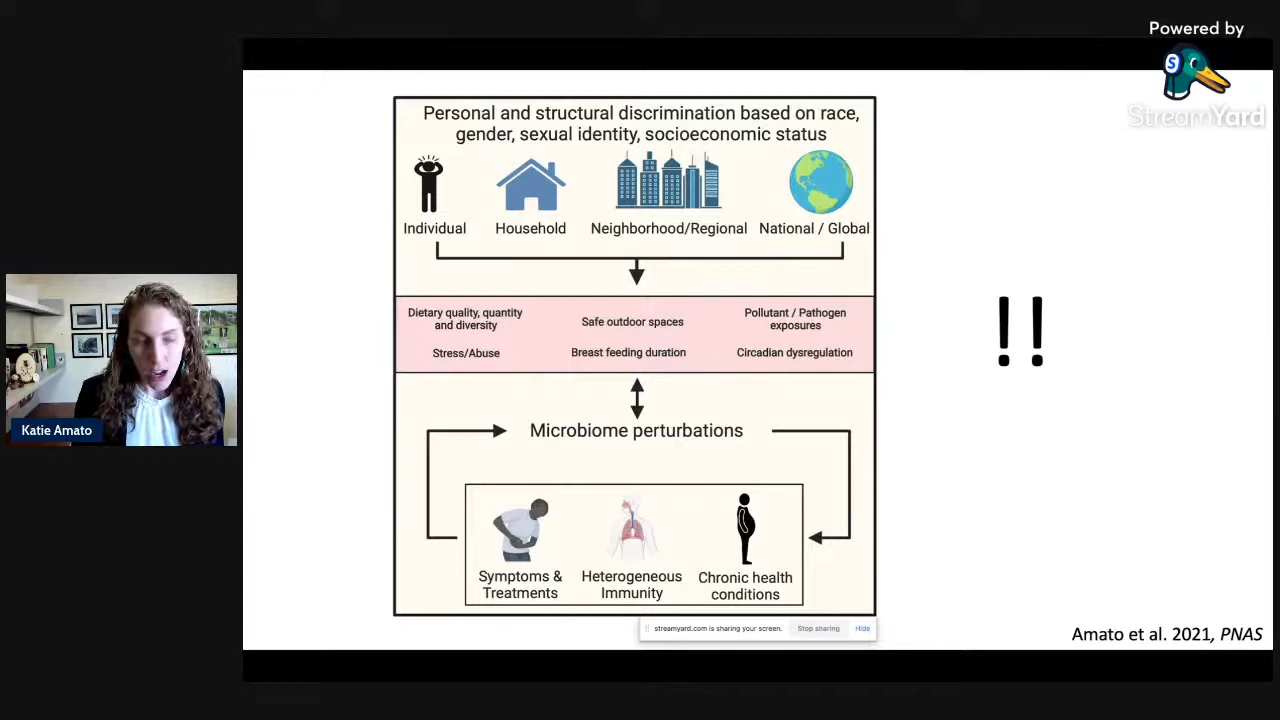 Powered by
StreamYard
Personal and structural discrimination based on race,
gender, sexual identity, socioeconomic status
Individual
Household
Neighborhood/Regional
National / Global
Dietary quality, quantity
and diversity
Safe outdoor spaces
Pollutant / Pathogen
exposures
Stress/Abuse
Breast feeding duration
Circadian dysregulation
!!
Microbiome perturbations
Katie Amato
Symptoms &
Treatments
Heterogeneous
Immunity
Chronic health
conditions
streamyard.com is sharing your screen.
Stop sharing
Hide
Amato et al. 2021, PNAS